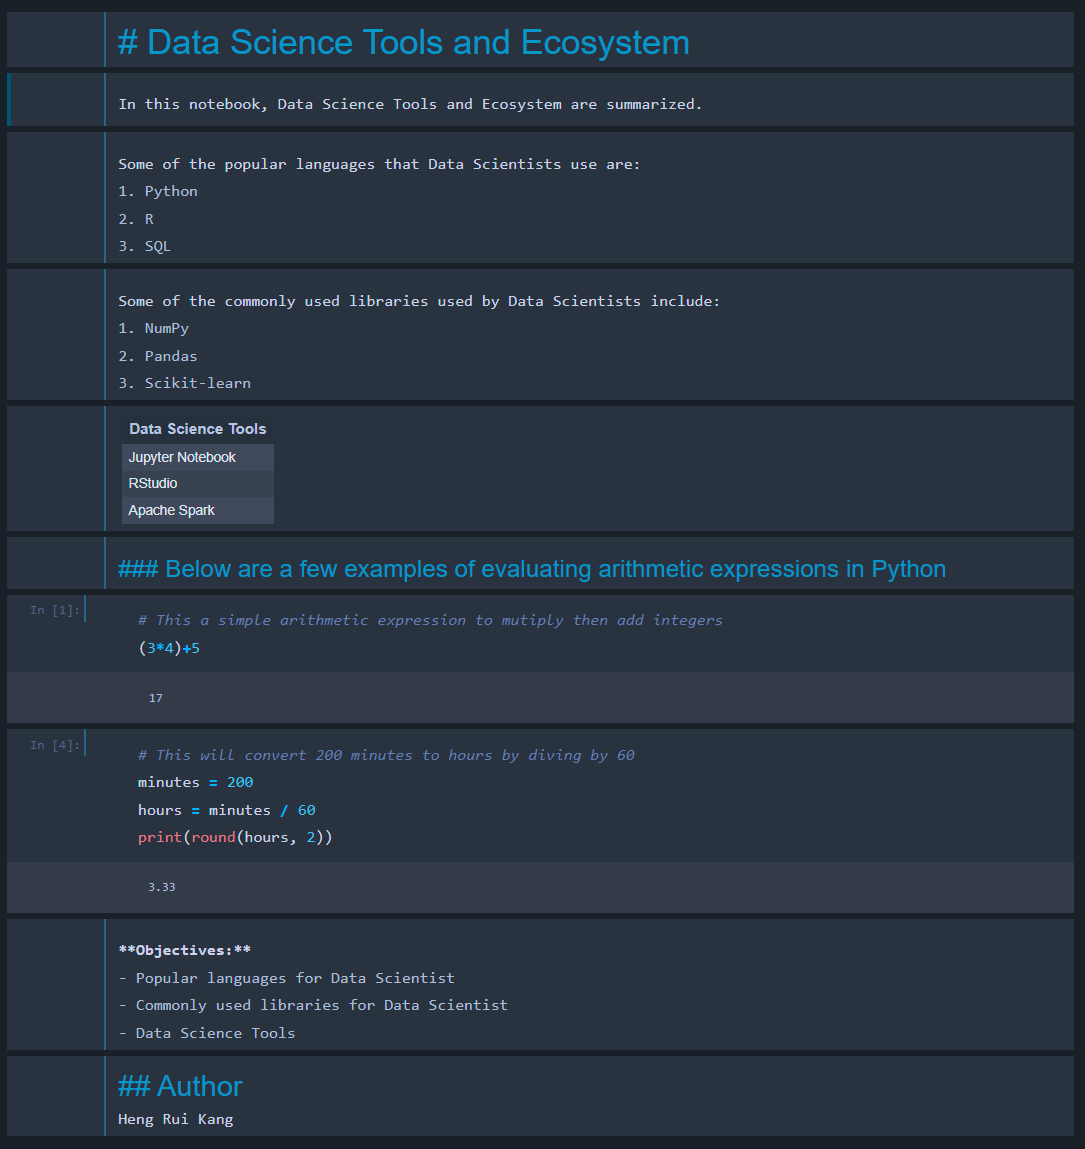 # Data Science Tools and Ecosystem
In this notebook, Data Science Tools and Ecosystem are summarized.
Some of the popular languages that Data Scientists use are:
1. Python
2. R
3. SQL
Some of the commonly used libraries used by Data Scientists include:
1. NumPy
2. Pandas
3. Scikit-learn
Data Science Tools
Jupyter Notebook
RStudio
Apache Spark
### Below are a few examples of evaluating arithmetic expressions in Python
In [1]:
# This a simple arithmetic expression to mutiply then add integers
(3*4)+5
17
In [4]:
# This will convert 200 minutes to hours by diving by 60
minutes = 200
hours = minutes / 60
print(round(hours, 2))
3.33
**Objectives:**
- Popular languages for Data Scientist
- Commonly used libraries for Data Scientist
- Data Science Tools
## Author
Heng Rui Kang